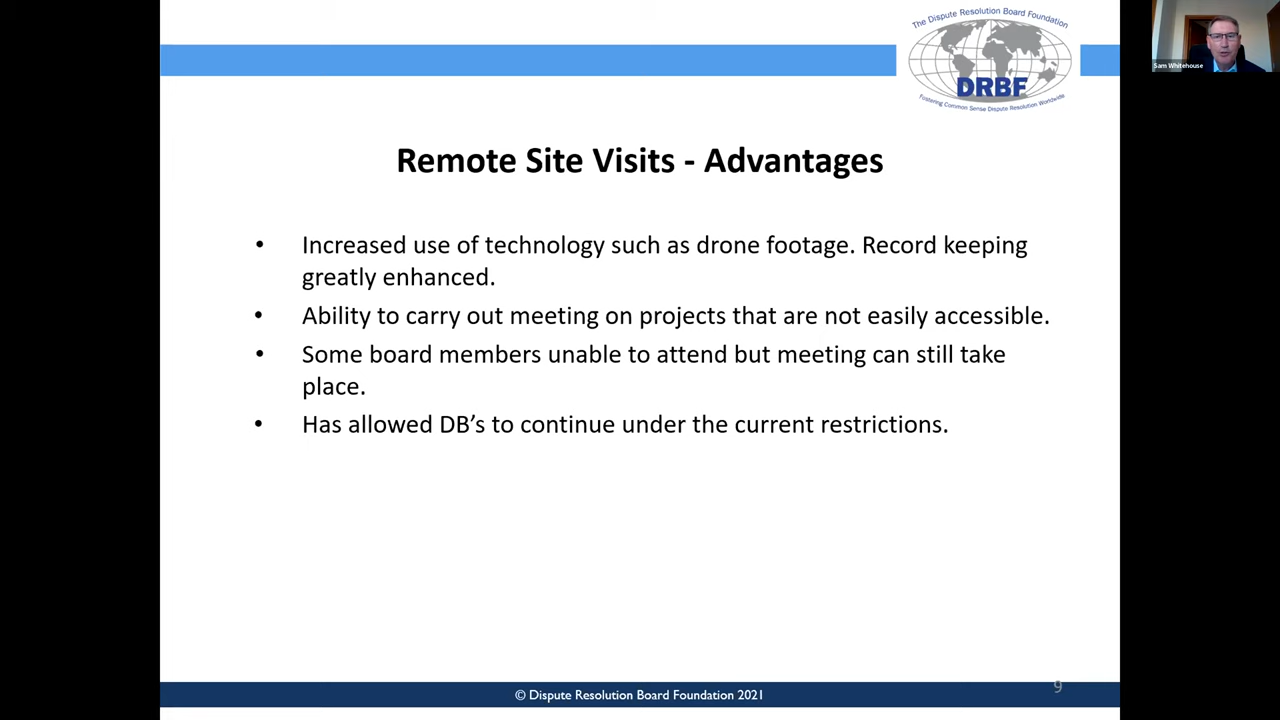 The Dispute Resolution Board Foundation
DRBF
Fostering Common Sense Dispute Resolution Worldwide
Sam Whitehouse
Remote Site Visits - Advantages
• Increased use of technology such as drone footage. Record keeping
greatly enhanced.
• Ability to carry out meeting on projects that are not easily accessible.
• Some board members unable to attend but meeting can still take
place.
• Has allowed DB’s to continue under the current restrictions.
© Dispute Resolution Board Foundation 2021
9